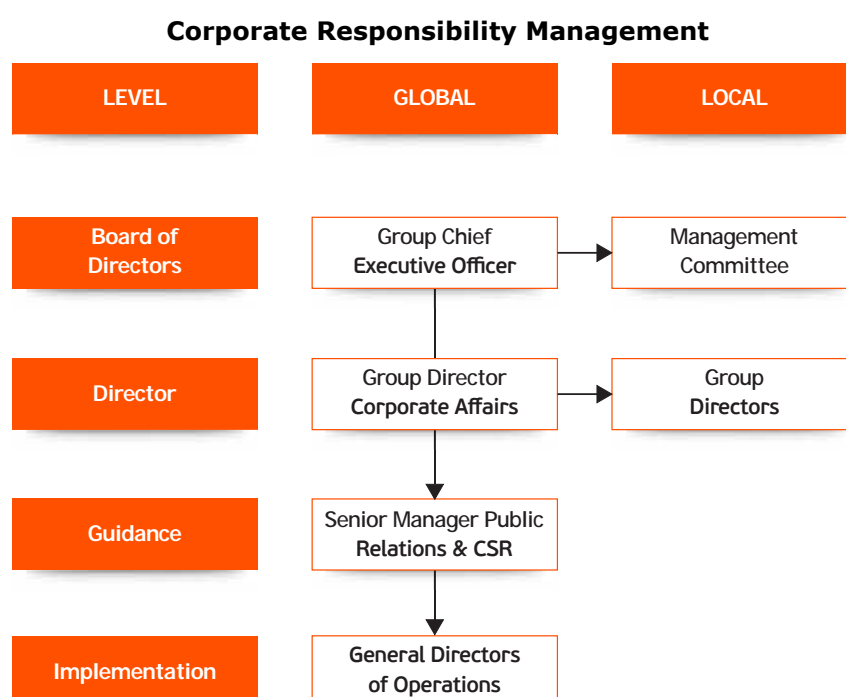 Corporate Responsibility Management
LEVEL
GLOBAL
LOCAL
Board of
Directors
Group Chief
Executive Officer
Management
Committee
Director
Group Director
Corporate Affairs
Group
Directors
Guidance
Senior Manager Public
Relations & CSR
Implementation
General Directors
of Operations